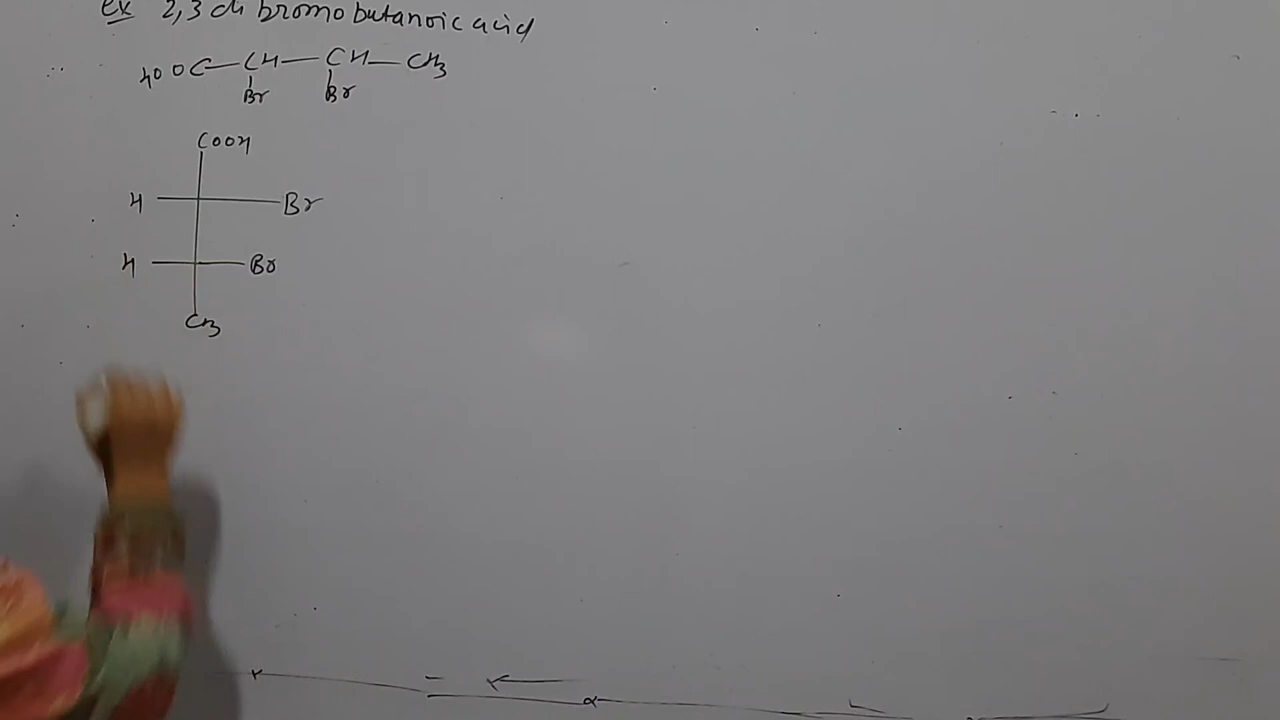 ex 2,3 di bromo butanoic acid
HOOC — CH — CH — CH3
Br Br
COOH
H Br
H Br
CH3